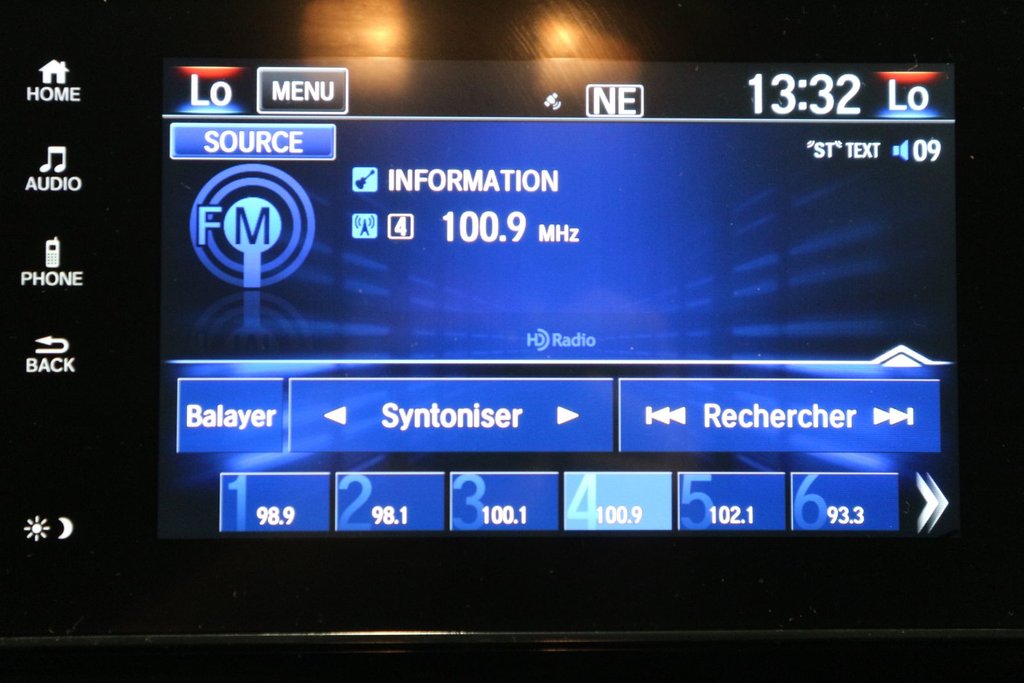 HOME
AUDIO
PHONE
BACK
Lo MENU NE 13:32 Lo
SOURCE
"ST" TEXT 09
FM
INFORMATION
4 100.9 MHz
HD Radio
Balayer Syntoniser Rechercher
1 98.9 2 98.1 3 100.1 4 100.9 5 102.1 6 93.3